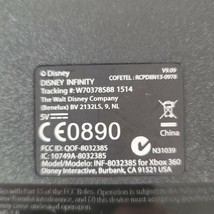 © Disney V9.09
DISNEY INFINITY COFETEL: RCPDIIN13-0978
Tracking #: W70378588 1514
The Walt Disney Company
(Benelux) BV 2132LS, 9, NL
5V
CE0890
FCC ID: QOF-8032385
IC: 10749A-8032385 N31039
Model/Modelo: INF-8032385 for Xbox 360
Disney Interactive, Burbank, CA 91521 USA